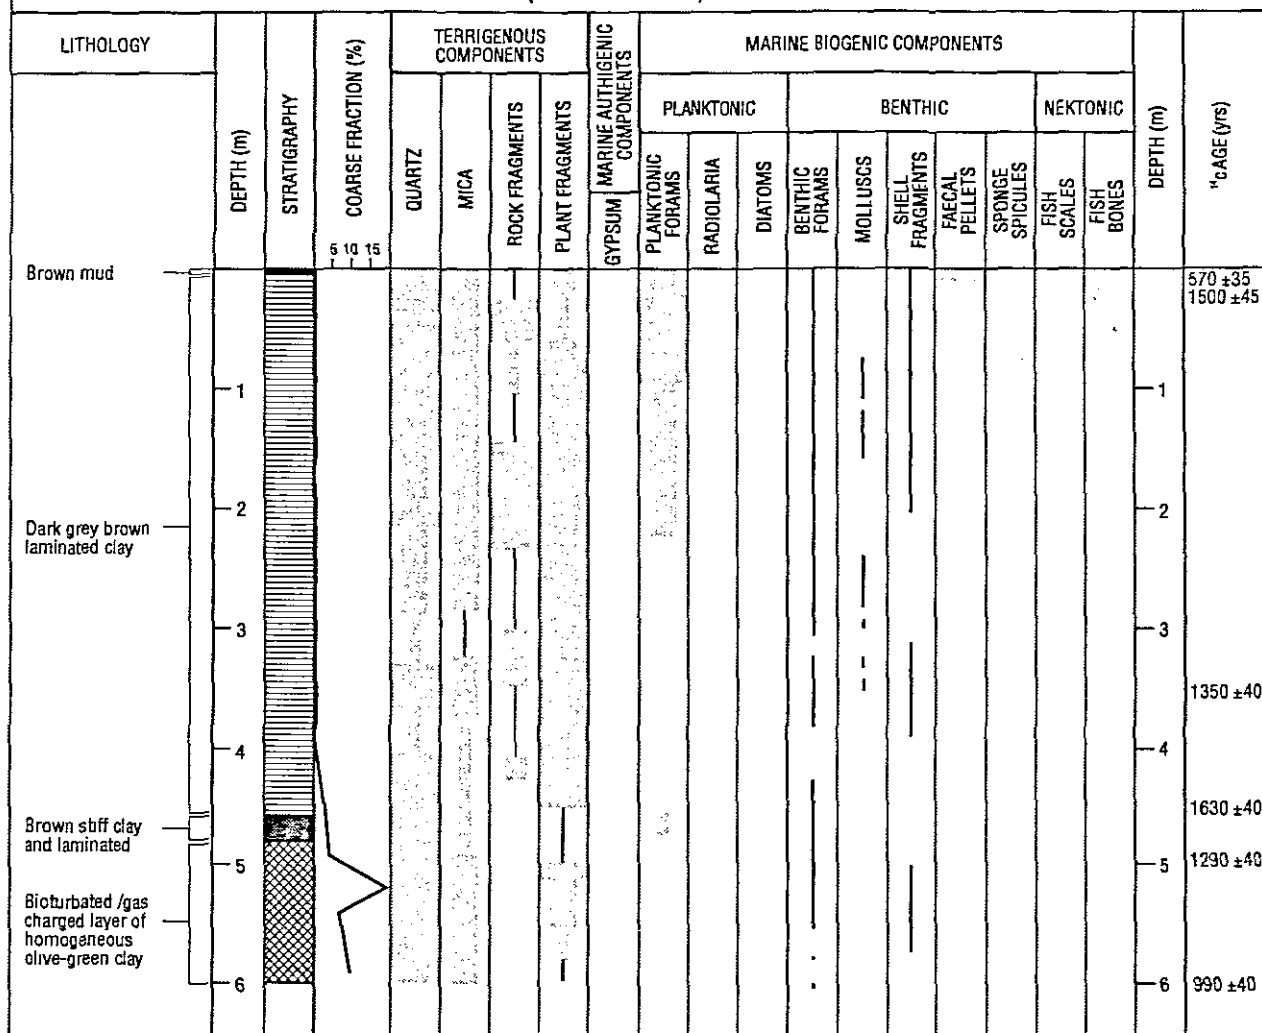 LITHOLOGY
DEPTH (m)
STRATIGRAPHY
COARSE FRACTION (%)
5 10 15
TERRIGENOUS
COMPONENTS
QUARTZ
MICA
ROCK FRAGMENTS
PLANT FRAGMENTS
MARINE AUTHIGENIC
COMPONENTS
GYPSUM
MARINE BIOGENIC COMPONENTS
PLANKTONIC
PLANKTONIC
FORAMS
RADIOLARIA
DIATOMS
BENTHIC
BENTHIC
FORAMS
MOLLUSCS
SHELL
FRAGMENTS
FAECAL
PELLETS
SPONGE
SPICULES
NEKTONIC
FISH
SCALES
FISH
BONES
DEPTH (m)
¹⁴C AGE (yrs)
Brown mud
Dark grey brown
laminated clay
Brown stiff clay
and laminated
Bioturbated /gas
charged layer of
homogeneous
olive-green clay
1
2
3
4
5
6
1
2
3
4
5
6
570 ±35
1500 ±45
1350 ±40
1630 ±40
1290 ±40
990 ±40